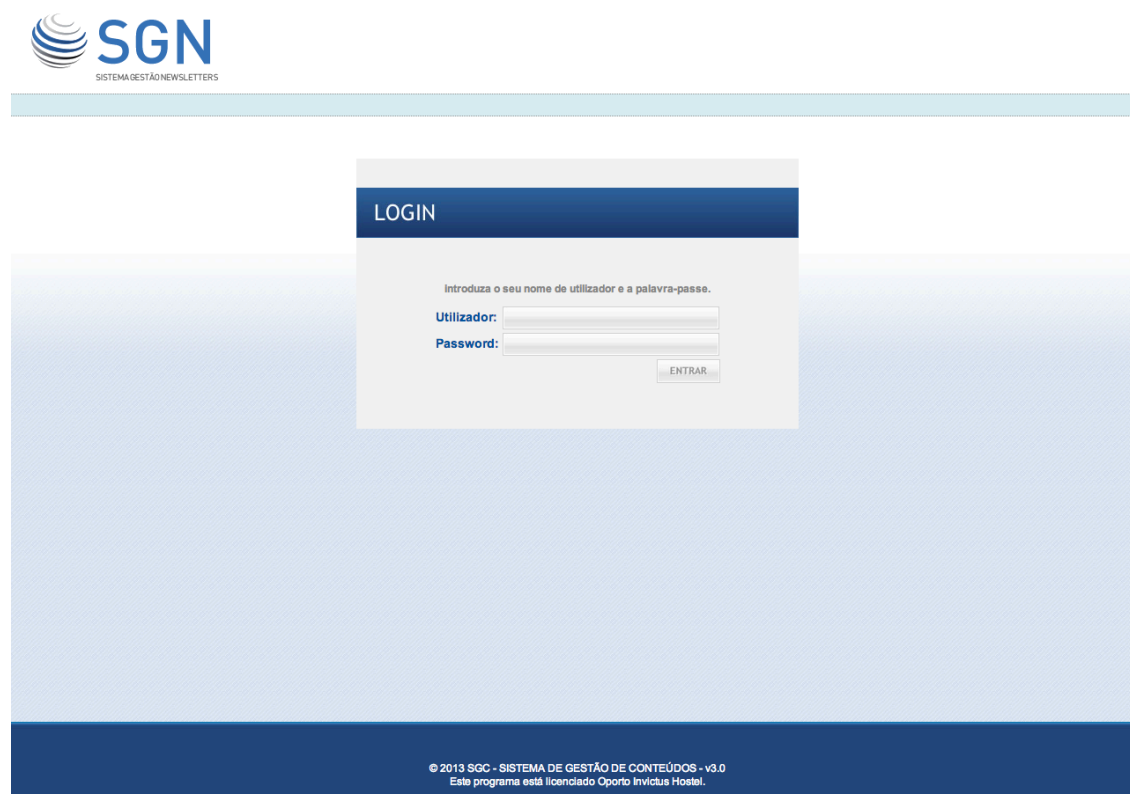 SGN
SISTEMA GESTÃO NEWSLETTERS
LOGIN
Introduza o seu nome de utilizador e a palavra-passe.
Utilizador:
Password:
ENTRAR
© 2013 SGC - SISTEMA DE GESTÃO DE CONTEÚDOS - v3.0
Este programa está licenciado Oporto Invictus Hostel.